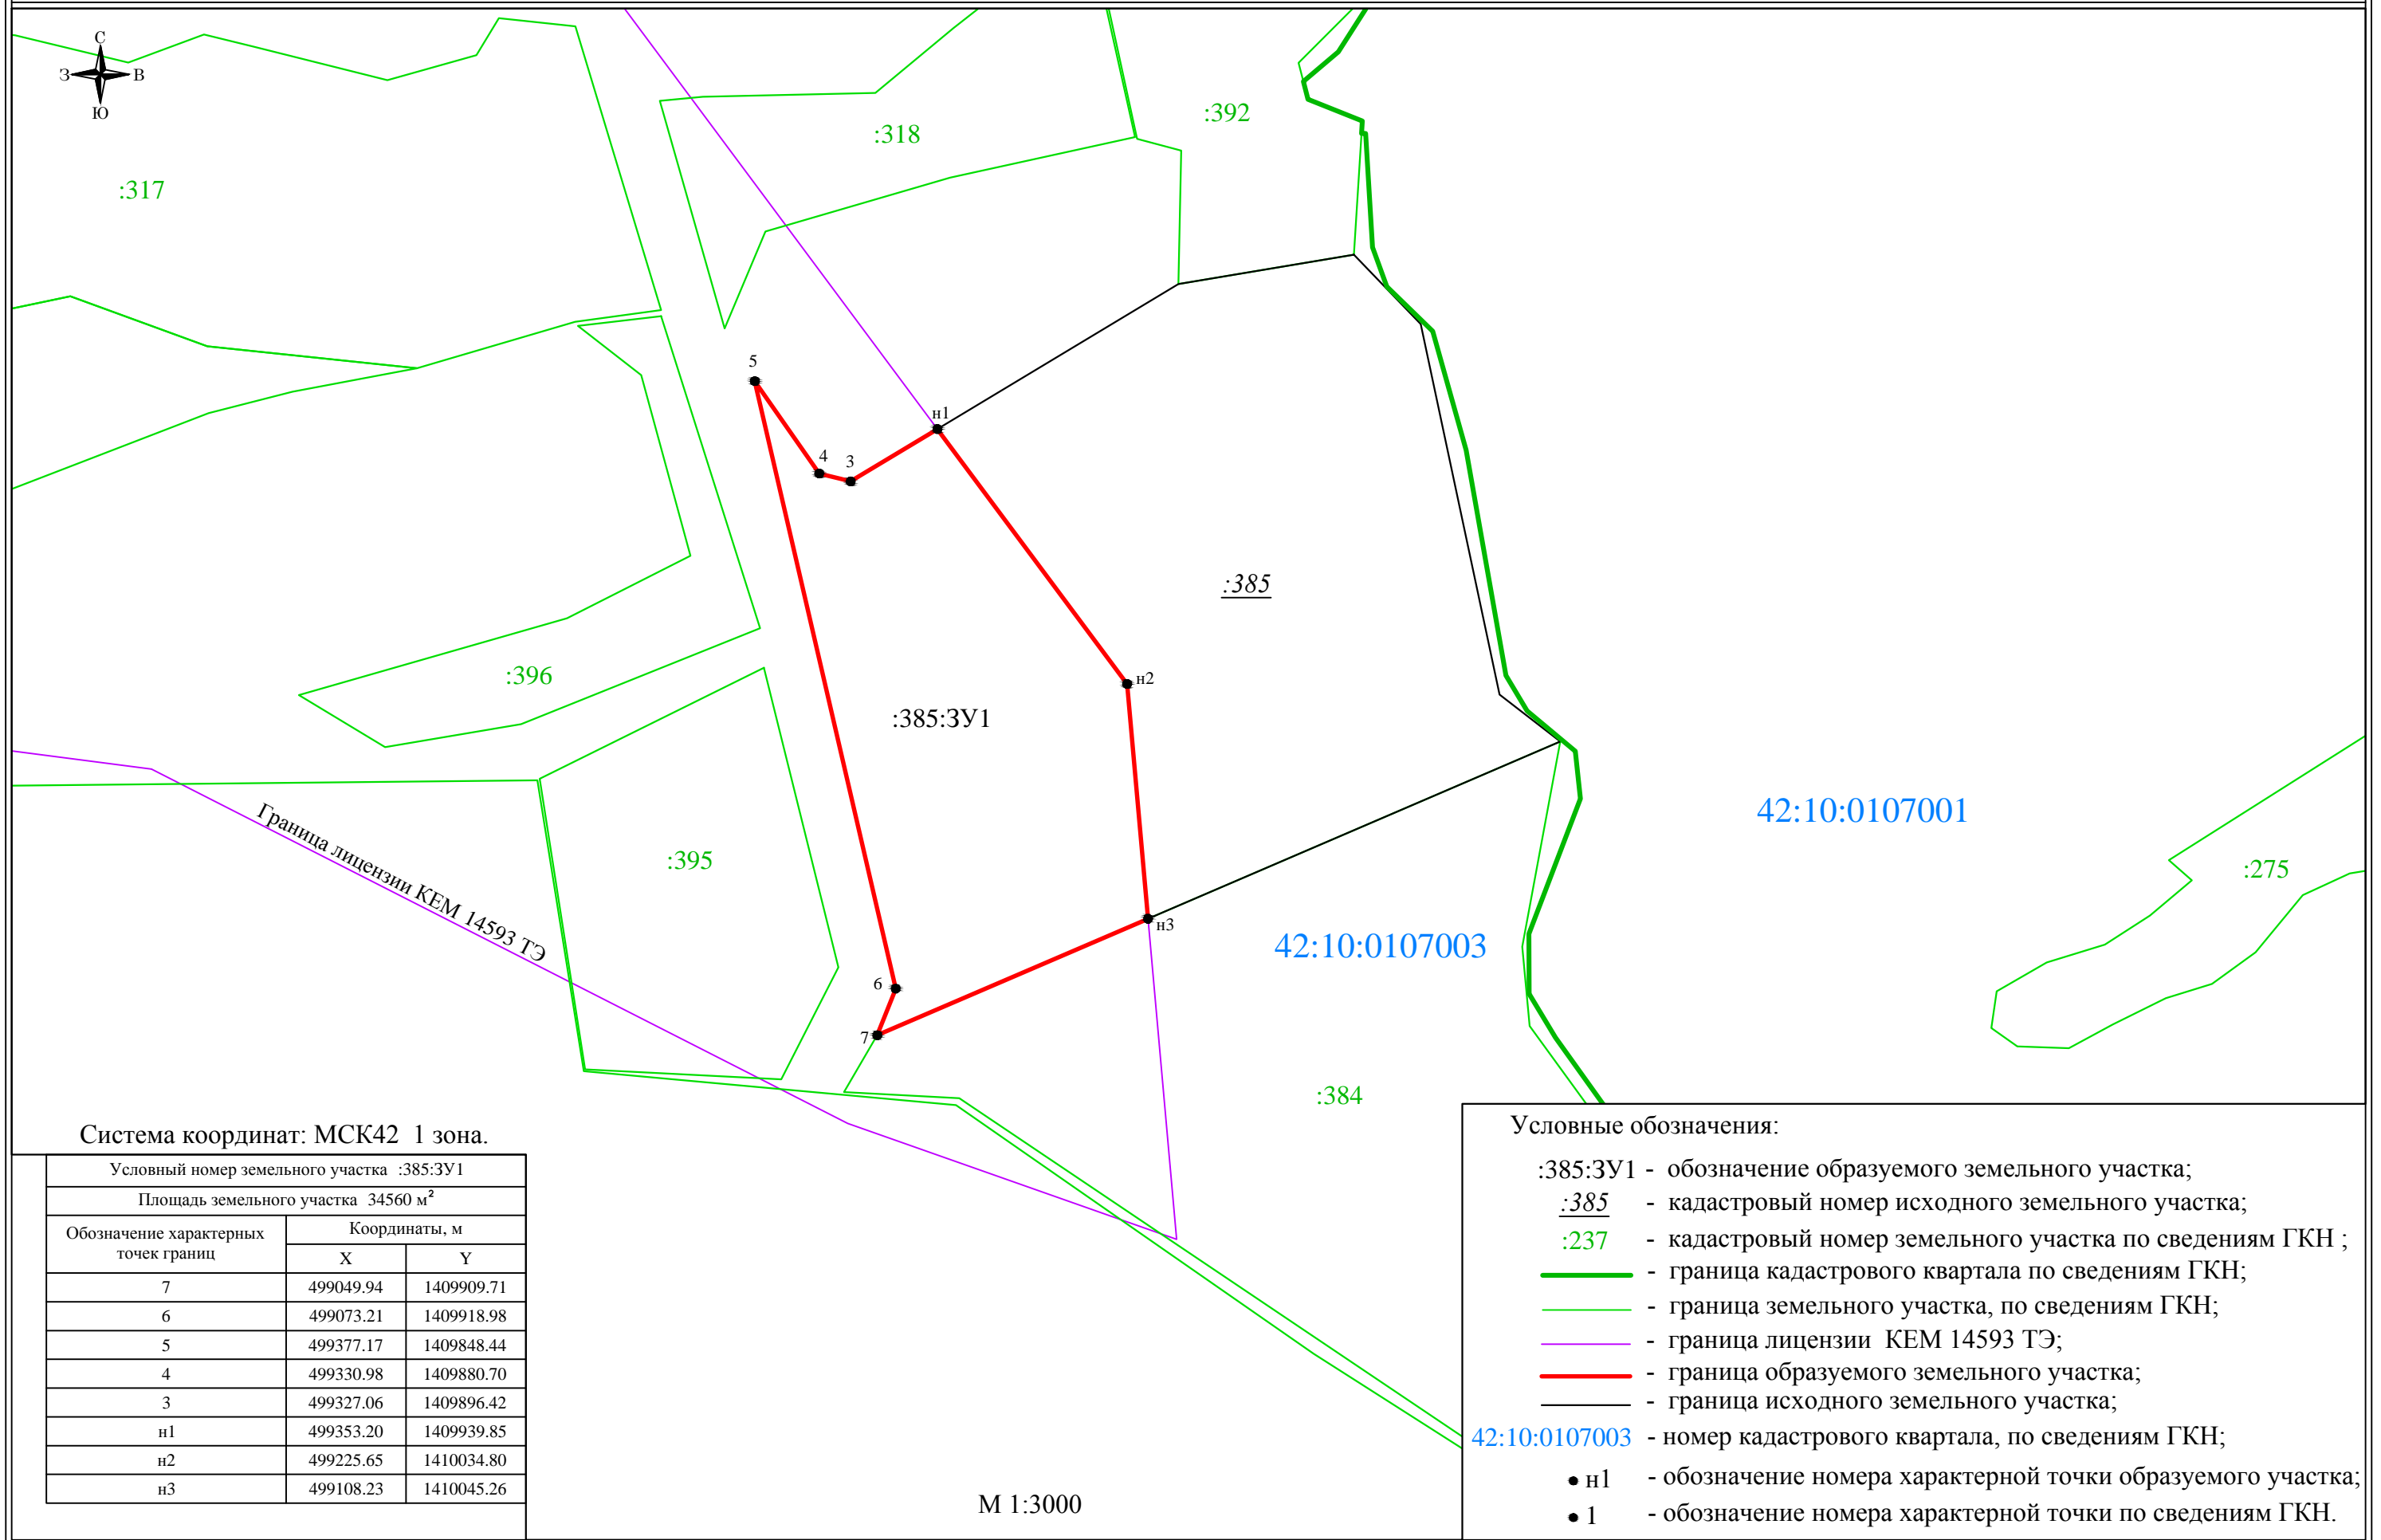 С
З В
Ю
:317
:318
:392
5
н1
4
3
:385
н2
:396
:385:ЗУ1
42:10:0107001
Граница лицензии КЕМ 14593 ТЭ
:395
:275
н3
42:10:0107003
6
7
:384
Система координат: МСК42 1 зона.
Условный номер земельного участка :385:ЗУ1
Площадь земельного участка 34560 м²
Обозначение характерных точек границ Координаты, м
X Y
7 499049.94 1409909.71
6 499073.21 1409918.98
5 499377.17 1409848.44
4 499330.98 1409880.70
3 499327.06 1409896.42
н1 499353.20 1409939.85
н2 499225.65 1410034.80
н3 499108.23 1410045.26
М 1:3000
Условные обозначения:
:385:ЗУ1 - обозначение образуемого земельного участка;
:385 - кадастровый номер исходного земельного участка;
:237 - кадастровый номер земельного участка по сведениям ГКН ;
- граница кадастрового квартала по сведениям ГКН;
- граница земельного участка, по сведениям ГКН;
- граница лицензии КЕМ 14593 ТЭ;
- граница образуемого земельного участка;
- граница исходного земельного участка;
42:10:0107003 - номер кадастрового квартала, по сведениям ГКН;
• н1 - обозначение номера характерной точки образуемого участка;
• 1 - обозначение номера характерной точки по сведениям ГКН.